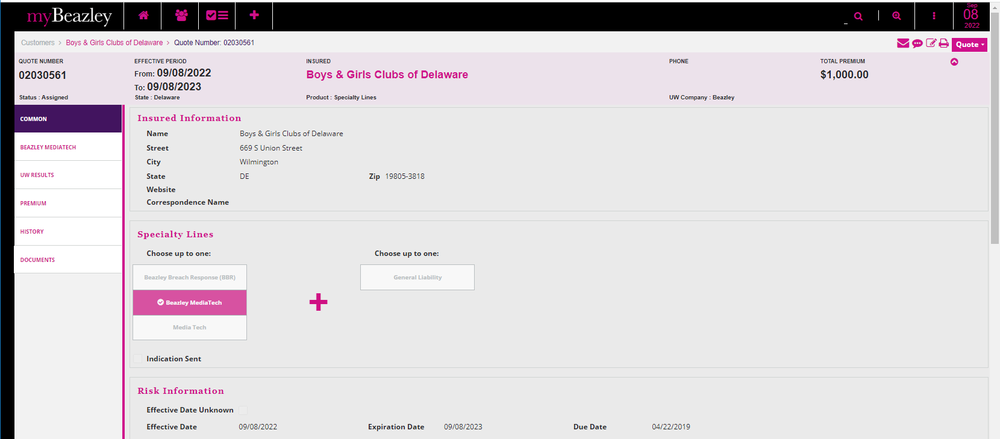 myBeazley
Sep
08
2022
Customers > Boys & Girls Clubs of Delaware > Quote Number: 02030561
Quote
QUOTE NUMBER EFFECTIVE PERIOD INSURED PHONE TOTAL PREMIUM
02030561 From: 09/08/2022 Boys & Girls Clubs of Delaware $1,000.00
To: 09/08/2023
Status : Assigned State : Delaware Product : Specialty Lines UW Company : Beazley
COMMON
BEAZLEY MEDIATECH
UW RESULTS
PREMIUM
HISTORY
DOCUMENTS
Insured Information
Name Boys & Girls Clubs of Delaware
Street 669 S Union Street
City Wilmington
State DE Zip 19805-3818
Website
Correspondence Name
Specialty Lines
Choose up to one: Choose up to one:
Beazley Breach Response (BBR) General Liability
Beazley MediaTech
Media Tech
Indication Sent
Risk Information
Effective Date Unknown
Effective Date 09/08/2022 Expiration Date 09/08/2023 Due Date 04/22/2019